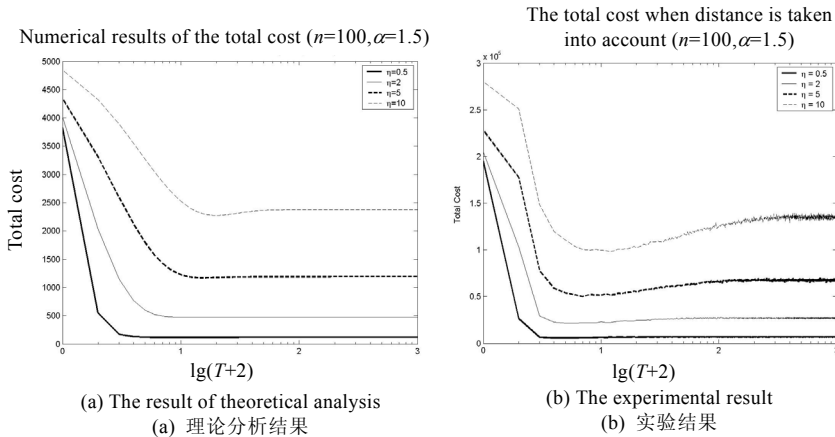 Numerical results of the total cost (n=100,α=1.5)
5000
4500
4000
3500
3000
2500
2000
1500
1000
500
0
Total cost
η=0.5
η=2
η=5
η=10
0
1
2
3
lg(T+2)
(a) The result of theoretical analysis
(a) 理论分析结果
The total cost when distance is taken
into account (n=100,α=1.5)
3 x 10⁵
2.5
2
1.5
1
0.5
0
Total Cost
η = 0.5
η = 2
η = 5
η = 10
0
1
2
lg(T+2)
(b) The experimental result
(b) 实验结果